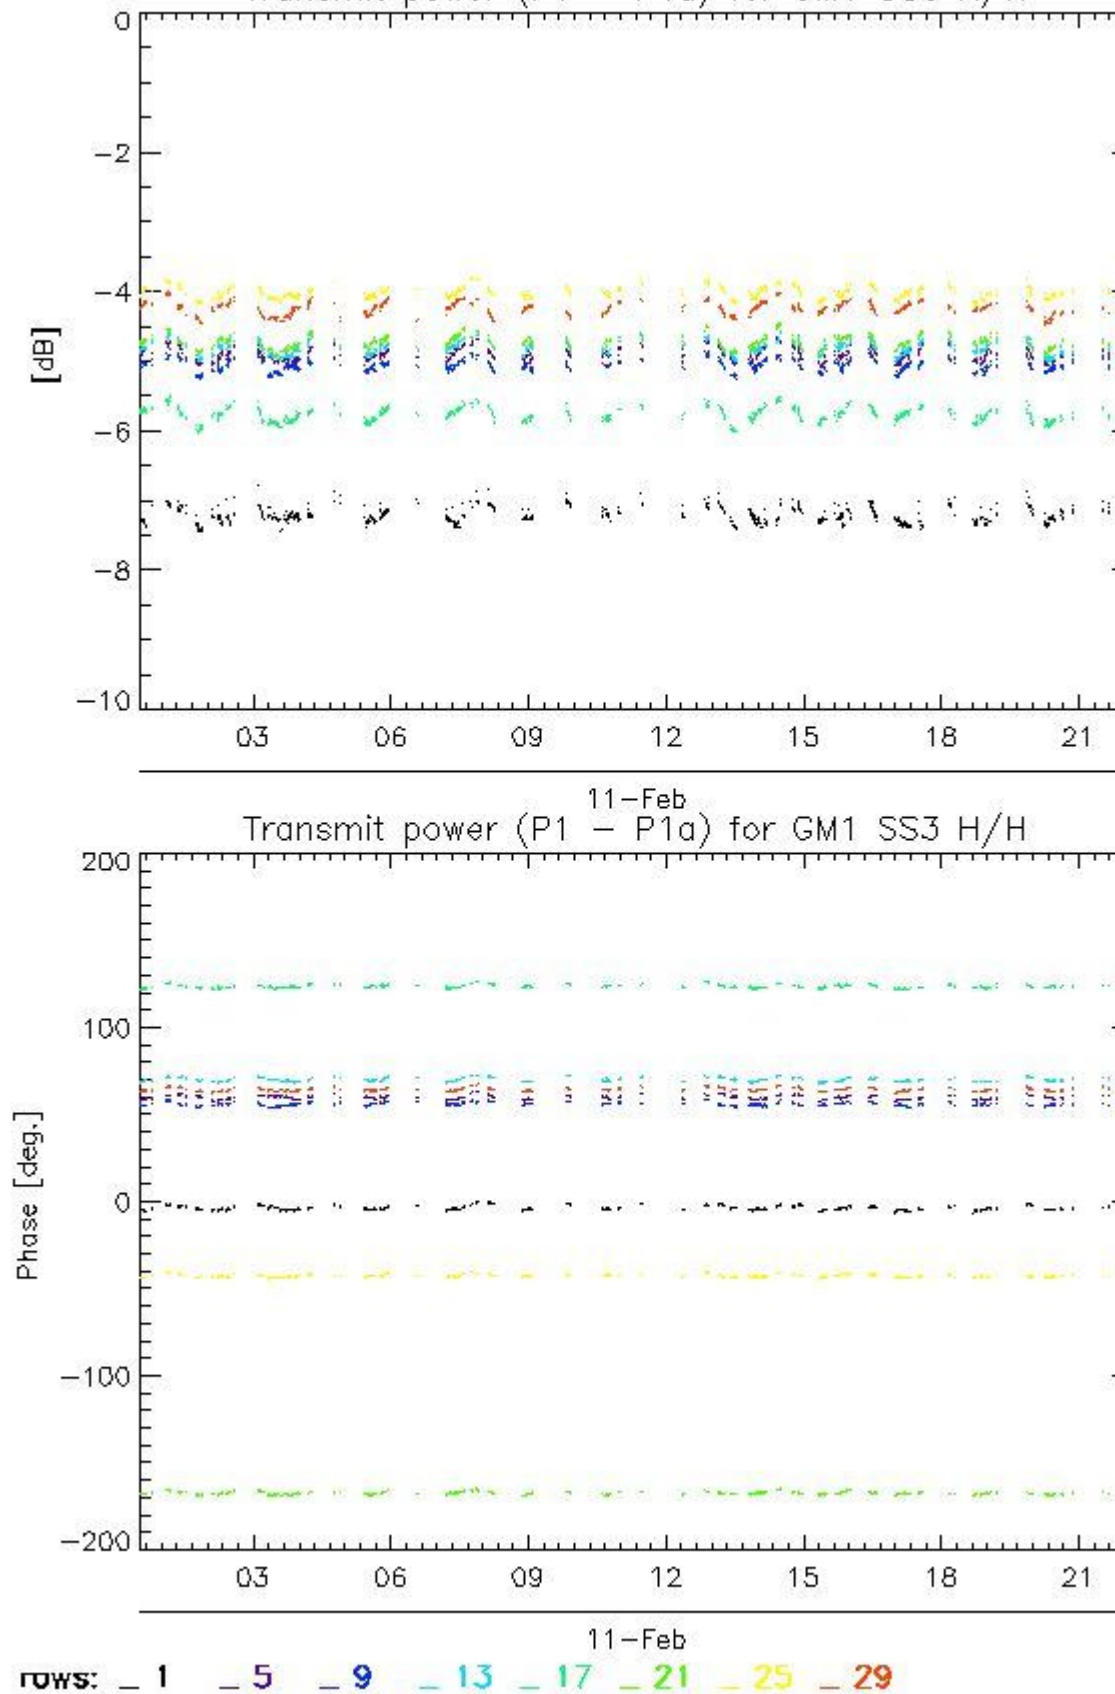 0
−2
−4
[dB]
−6
−8
−10
03 06 09 12 15 18 21
11−Feb
Transmit power (P1 − P1a) for GM1 SS3 H/H
200
100
Phase [deg.]
0
−100
−200
03 06 09 12 15 18 21
11−Feb
rows: _ 1 _ 5 _ 9 _ 13 _ 17 _ 21 _ 25 _ 29